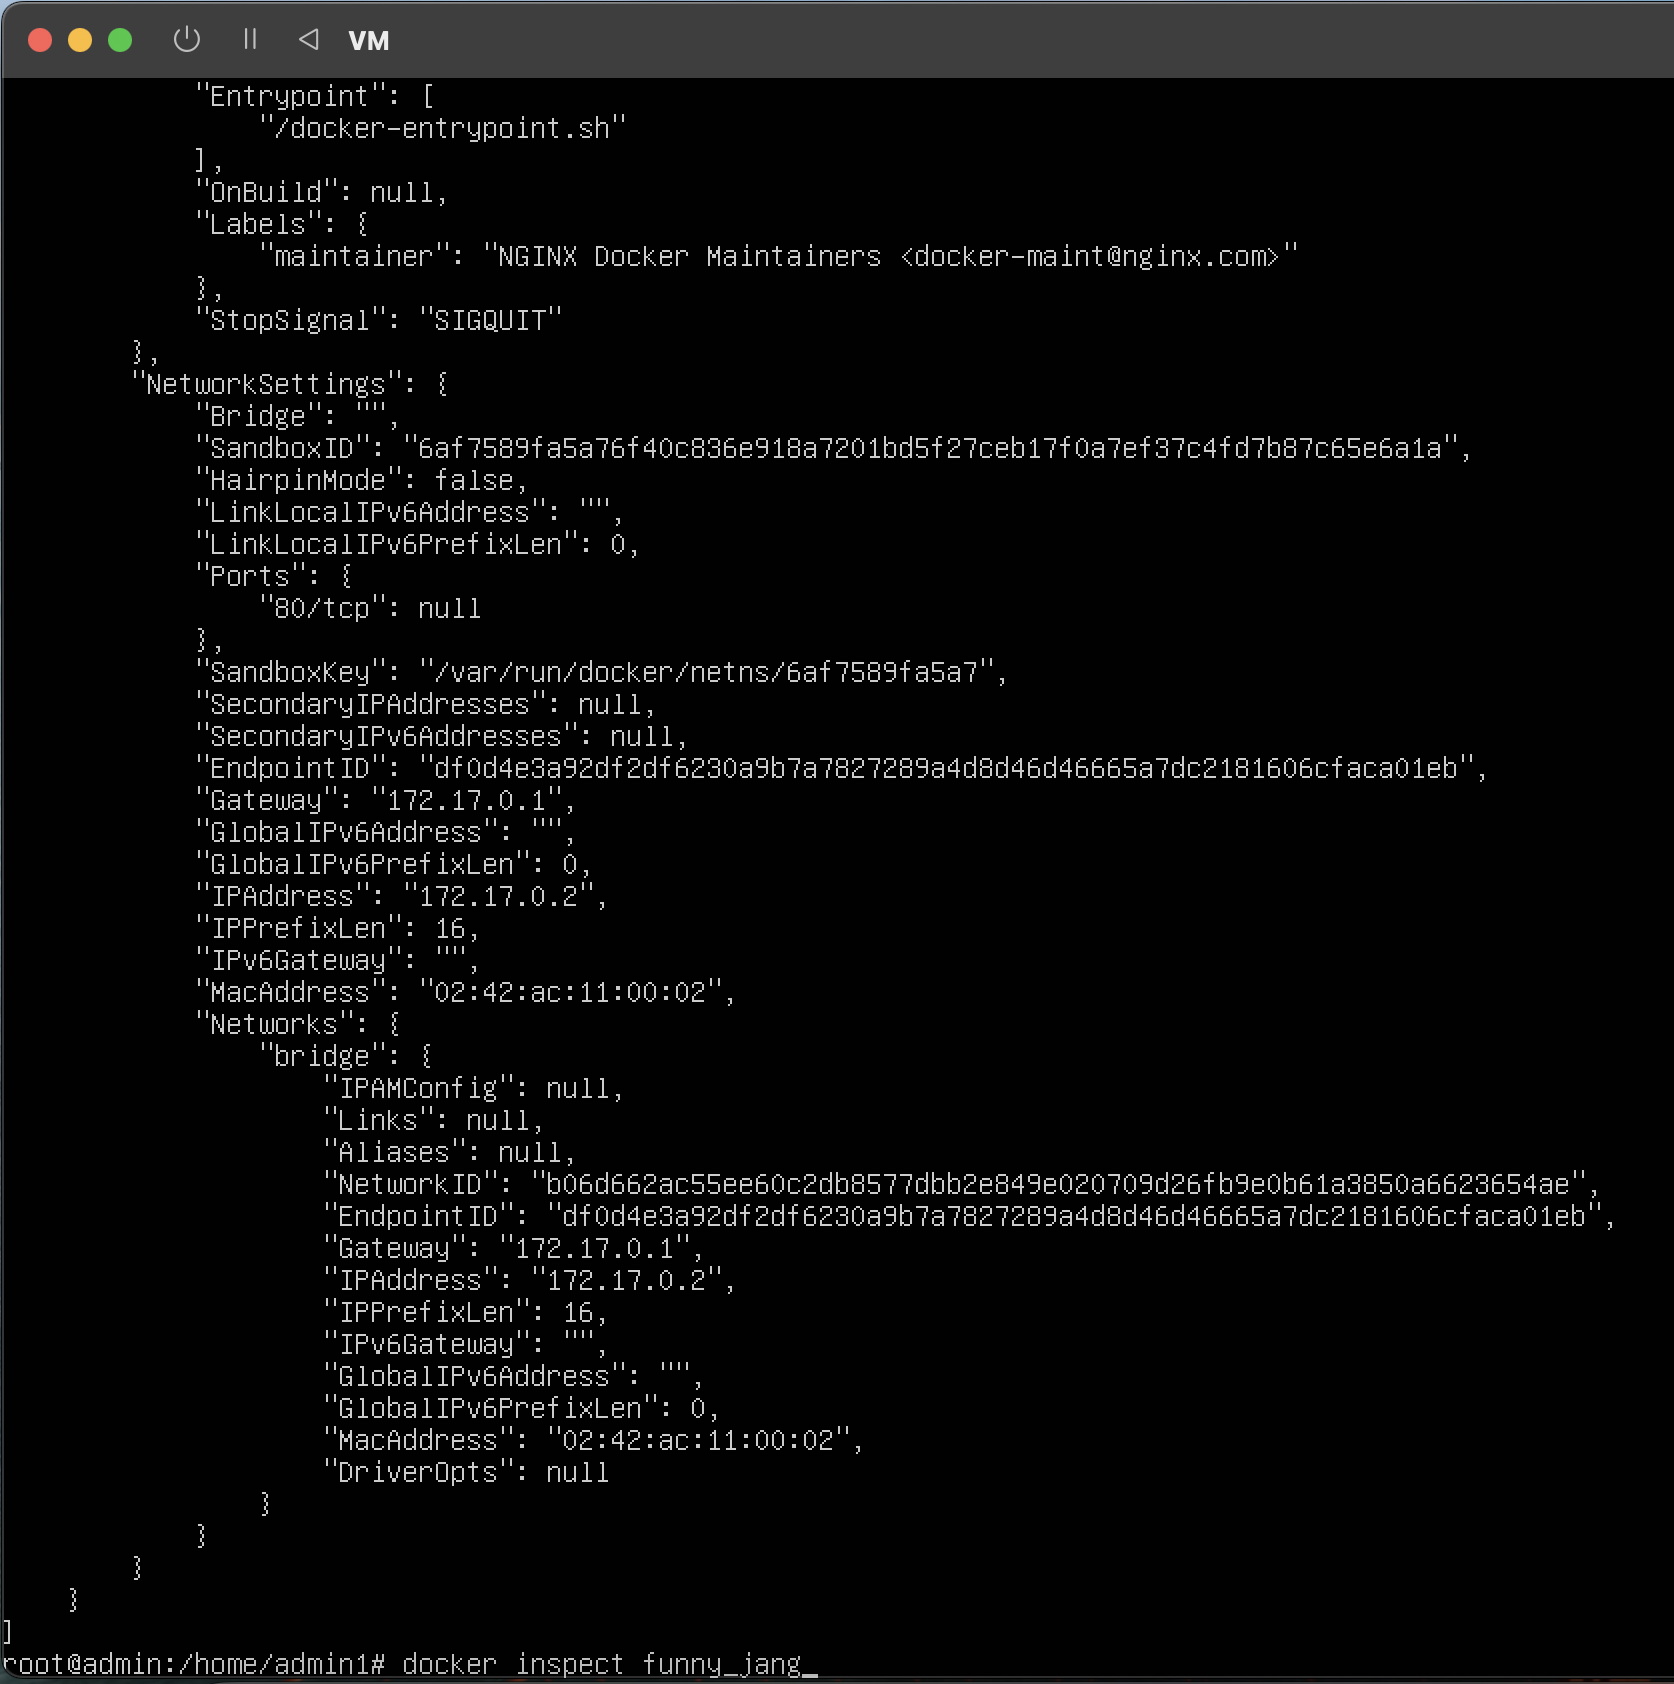 VM
"Entrypoint": [
"/docker-entrypoint.sh"
],
"OnBuild": null,
"Labels": {
"maintainer": "NGINX Docker Maintainers <docker-maint@nginx.com>"
},
"StopSignal": "SIGQUIT"
},
"NetworkSettings": {
"Bridge": "",
"SandboxID": "6af7589fa5a76f40c836e918a7201bd5f27ceb17f0a7ef37c4fd7b87c65e6a1a",
"HairpinMode": false,
"LinkLocalIPv6Address": "",
"LinkLocalIPv6PrefixLen": 0,
"Ports": {
"80/tcp": null
},
"SandboxKey": "/var/run/docker/netns/6af7589fa5a7",
"SecondaryIPAddresses": null,
"SecondaryIPv6Addresses": null,
"EndpointID": "df0d4e3a92df2df6230a9b7a7827289a4d8d46d46665a7dc2181606cfaca01eb",
"Gateway": "172.17.0.1",
"GlobalIPv6Address": "",
"GlobalIPv6PrefixLen": 0,
"IPAddress": "172.17.0.2",
"IPPrefixLen": 16,
"IPv6Gateway": "",
"MacAddress": "02:42:ac:11:00:02",
"Networks": {
"bridge": {
"IPAMConfig": null,
"Links": null,
"Aliases": null,
"NetworkID": "b06d662ac55ee60c2db8577dbb2e849e020709d26fb9e0b61a3850a6623654ae",
"EndpointID": "df0d4e3a92df2df6230a9b7a7827289a4d8d46d46665a7dc2181606cfaca01eb",
"Gateway": "172.17.0.1",
"IPAddress": "172.17.0.2",
"IPPrefixLen": 16,
"IPv6Gateway": "",
"GlobalIPv6Address": "",
"GlobalIPv6PrefixLen": 0,
"MacAddress": "02:42:ac:11:00:02",
"DriverOpts": null
}
}
}
}
]
root@admin:/home/admin1# docker inspect funny_jang_